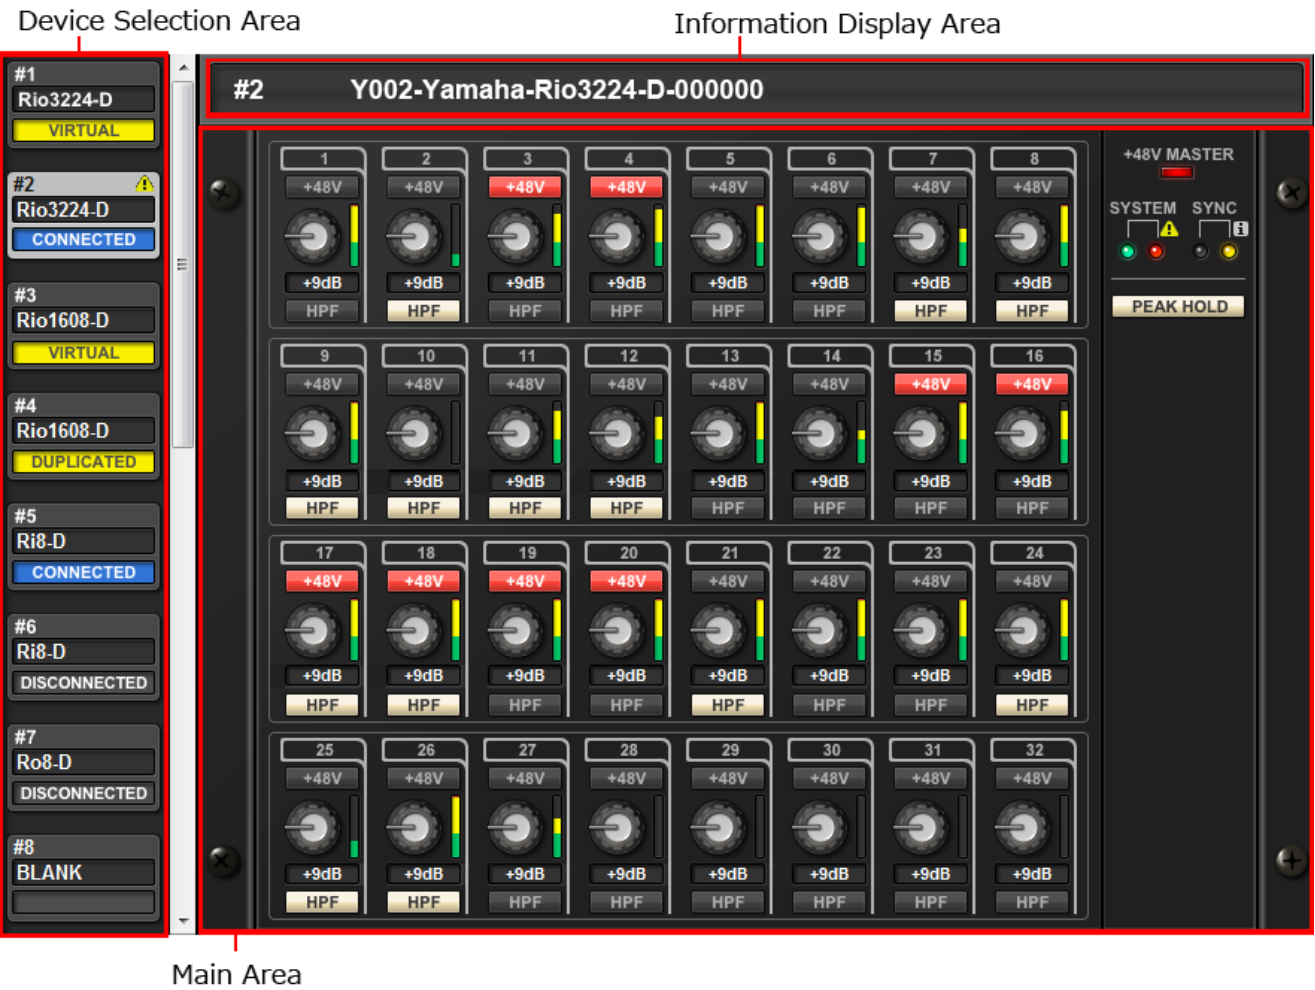 Device Selection Area
Information Display Area
#1
Rio3224-D
VIRTUAL
#2
Rio3224-D
CONNECTED
#3
Rio1608-D
VIRTUAL
#4
Rio1608-D
DUPLICATED
#5
Ri8-D
CONNECTED
#6
Ri8-D
DISCONNECTED
#7
Ro8-D
DISCONNECTED
#8
BLANK
#2 Y002-Yamaha-Rio3224-D-000000
1 2 3 4 5 6 7 8
+48V +48V +48V +48V +48V +48V +48V +48V
+9dB +9dB +9dB +9dB +9dB +9dB +9dB +9dB
HPF HPF HPF HPF HPF HPF HPF HPF
9 10 11 12 13 14 15 16
+48V +48V +48V +48V +48V +48V +48V +48V
+9dB +9dB +9dB +9dB +9dB +9dB +9dB +9dB
HPF HPF HPF HPF HPF HPF HPF HPF
17 18 19 20 21 22 23 24
+48V +48V +48V +48V +48V +48V +48V +48V
+9dB +9dB +9dB +9dB +9dB +9dB +9dB +9dB
HPF HPF HPF HPF HPF HPF HPF HPF
25 26 27 28 29 30 31 32
+48V +48V +48V +48V +48V +48V +48V +48V
+9dB +9dB +9dB +9dB +9dB +9dB +9dB +9dB
HPF HPF HPF HPF HPF HPF HPF HPF
+48V MASTER
SYSTEM SYNC
PEAK HOLD
Main Area